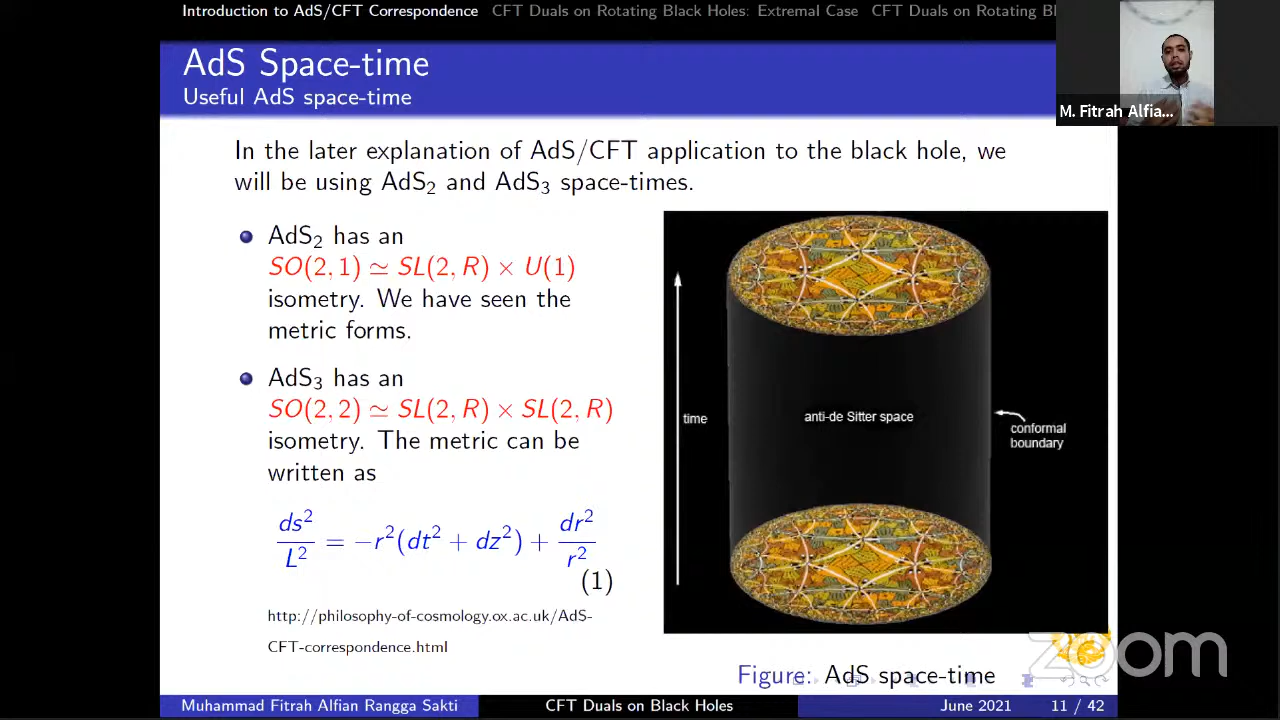 Introduction to AdS/CFT Correspondence CFT Duals on Rotating Black Holes: Extremal Case CFT Duals on Rotating Bl
AdS Space-time
Useful AdS space-time
M. Fitrah Alfia...
In the later explanation of AdS/CFT application to the black hole, we
will be using AdS₂ and AdS₃ space-times.
AdS₂ has an
SO(2, 1) ≃ SL(2, R) × U(1)
isometry. We have seen the
metric forms.
AdS₃ has an
SO(2, 2) ≃ SL(2, R) × SL(2, R)
isometry. The metric can be
written as
ds²/L² = −r²(dt² + dz²) + dr²/r²
(1)
http://philosophy-of-cosmology.ox.ac.uk/AdS-
CFT-correspondence.html
time
anti-de Sitter space
conformal
boundary
Figure: AdS space-time
zoom
Muhammad Fitrah Alfian Rangga Sakti CFT Duals on Black Holes June 2021 11 / 42